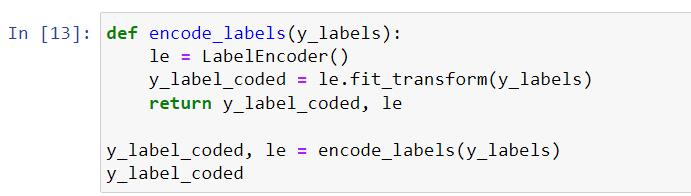 In [13]: def encode_labels(y_labels):
    le = LabelEncoder()
    y_label_coded = le.fit_transform(y_labels)
    return y_label_coded, le

y_label_coded, le = encode_labels(y_labels)
y_label_coded